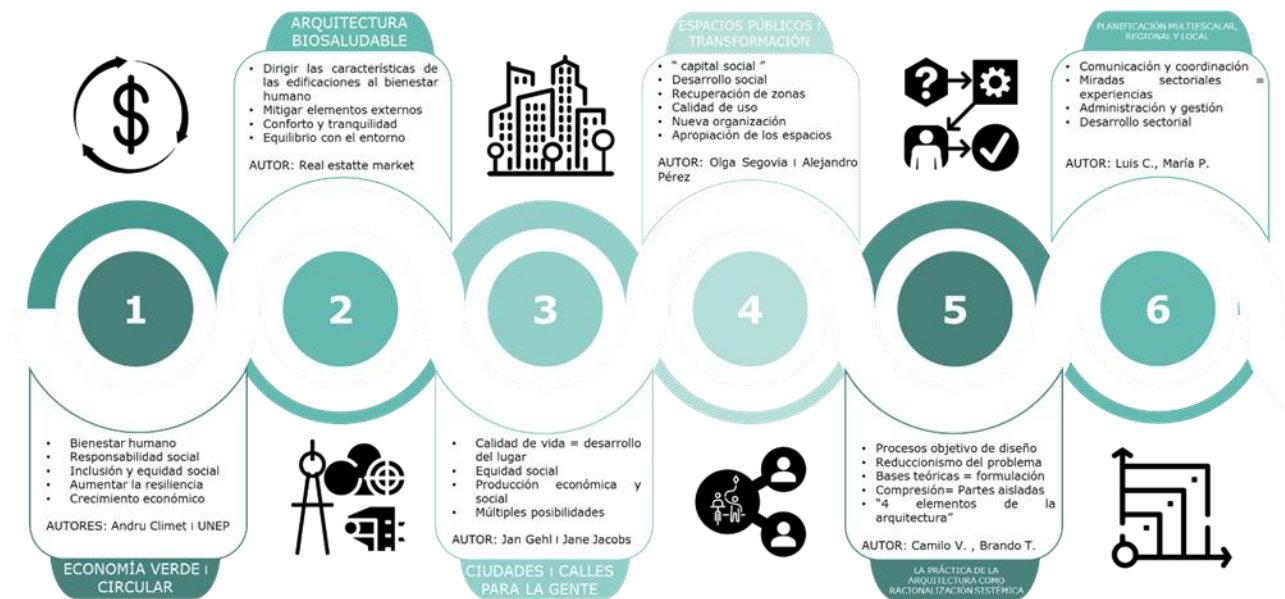 ARQUITECTURA
BIOSALUDABLE
• Dirigir las características de
las edificaciones al bienestar
humano
• Mitigar elementos externos
• Conforto y tranquilidad
• Equilibrio con el entorno
AUTOR: Real estatte market
ESPACIOS PÚBLICOS I
TRANSFORMACIÓN
• " capital social "
• Desarrollo social
• Recuperación de zonas
• Calidad de uso
• Nueva organización
• Apropiación de los espacios
AUTOR: Olga Segovia I Alejandro
Pérez
PLANIFICACIÓN MULTIESCALAR,
REGIONAL Y LOCAL
• Comunicación y coordinación
• Miradas sectoriales =
experiencias
• Administración y gestión
• Desarrollo sectorial
AUTOR: Luis C., María P.
$
?
1
2
3
4
5
6
• Bienestar humano
• Responsabilidad social
• Inclusión y equidad social
• Aumentar la resiliencia
• Crecimiento económico
AUTORES: Andru Climet I UNEP
ECONOMÍA VERDE I
CIRCULAR
• Calidad de vida = desarrollo
del lugar
• Equidad social
• Producción económica y
social
• Múltiples posibilidades
AUTOR: Jan Gehl I Jane Jacobs
CIUDADES I CALLES
PARA LA GENTE
• Procesos objetivo de diseño
• Reduccionismo del problema
• Bases teóricas = formulación
• Compresión= Partes aisladas
• "4 elementos de la
arquitectura"
AUTOR: Camilo V. , Brando T.
LA PRÁCTICA DE LA
ARQUITECTURA COMO
RACIONALIZACIÓN SISTÉMICA